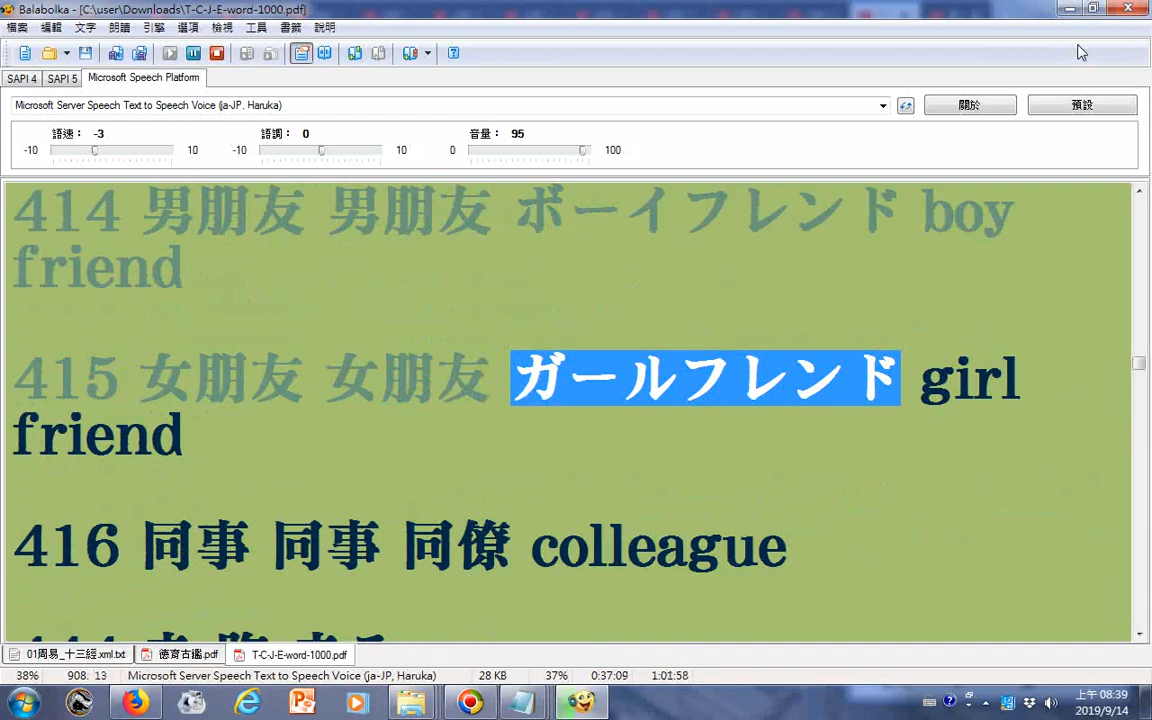 Balabolka - [C:\user\Downloads\T-C-J-E-word-1000.pdf]
檔案 編輯 文字 朗讀 引擎 選項 檢視 工具 書籤 說明
SAPI 4 SAPI 5 Microsoft Speech Platform
Microsoft Server Speech Text to Speech Voice (ja-JP, Haruka) 關於 預設
語速： -3 語調： 0 音量： 95
-10 10 -10 10 0 100
414 男朋友 男朋友 ボーイフレンド boy
friend
415 女朋友 女朋友 ガールフレンド girl
friend
416 同事 同事 同僚 colleague
01周易_十三經.xml.txt 德育古鑑.pdf T-C-J-E-word-1000.pdf
38% 908: 13 Microsoft Server Speech Text to Speech Voice (ja-JP, Haruka) 28 KB 37% 0:37:09 1:01:58
上午 08:39
2019/9/14